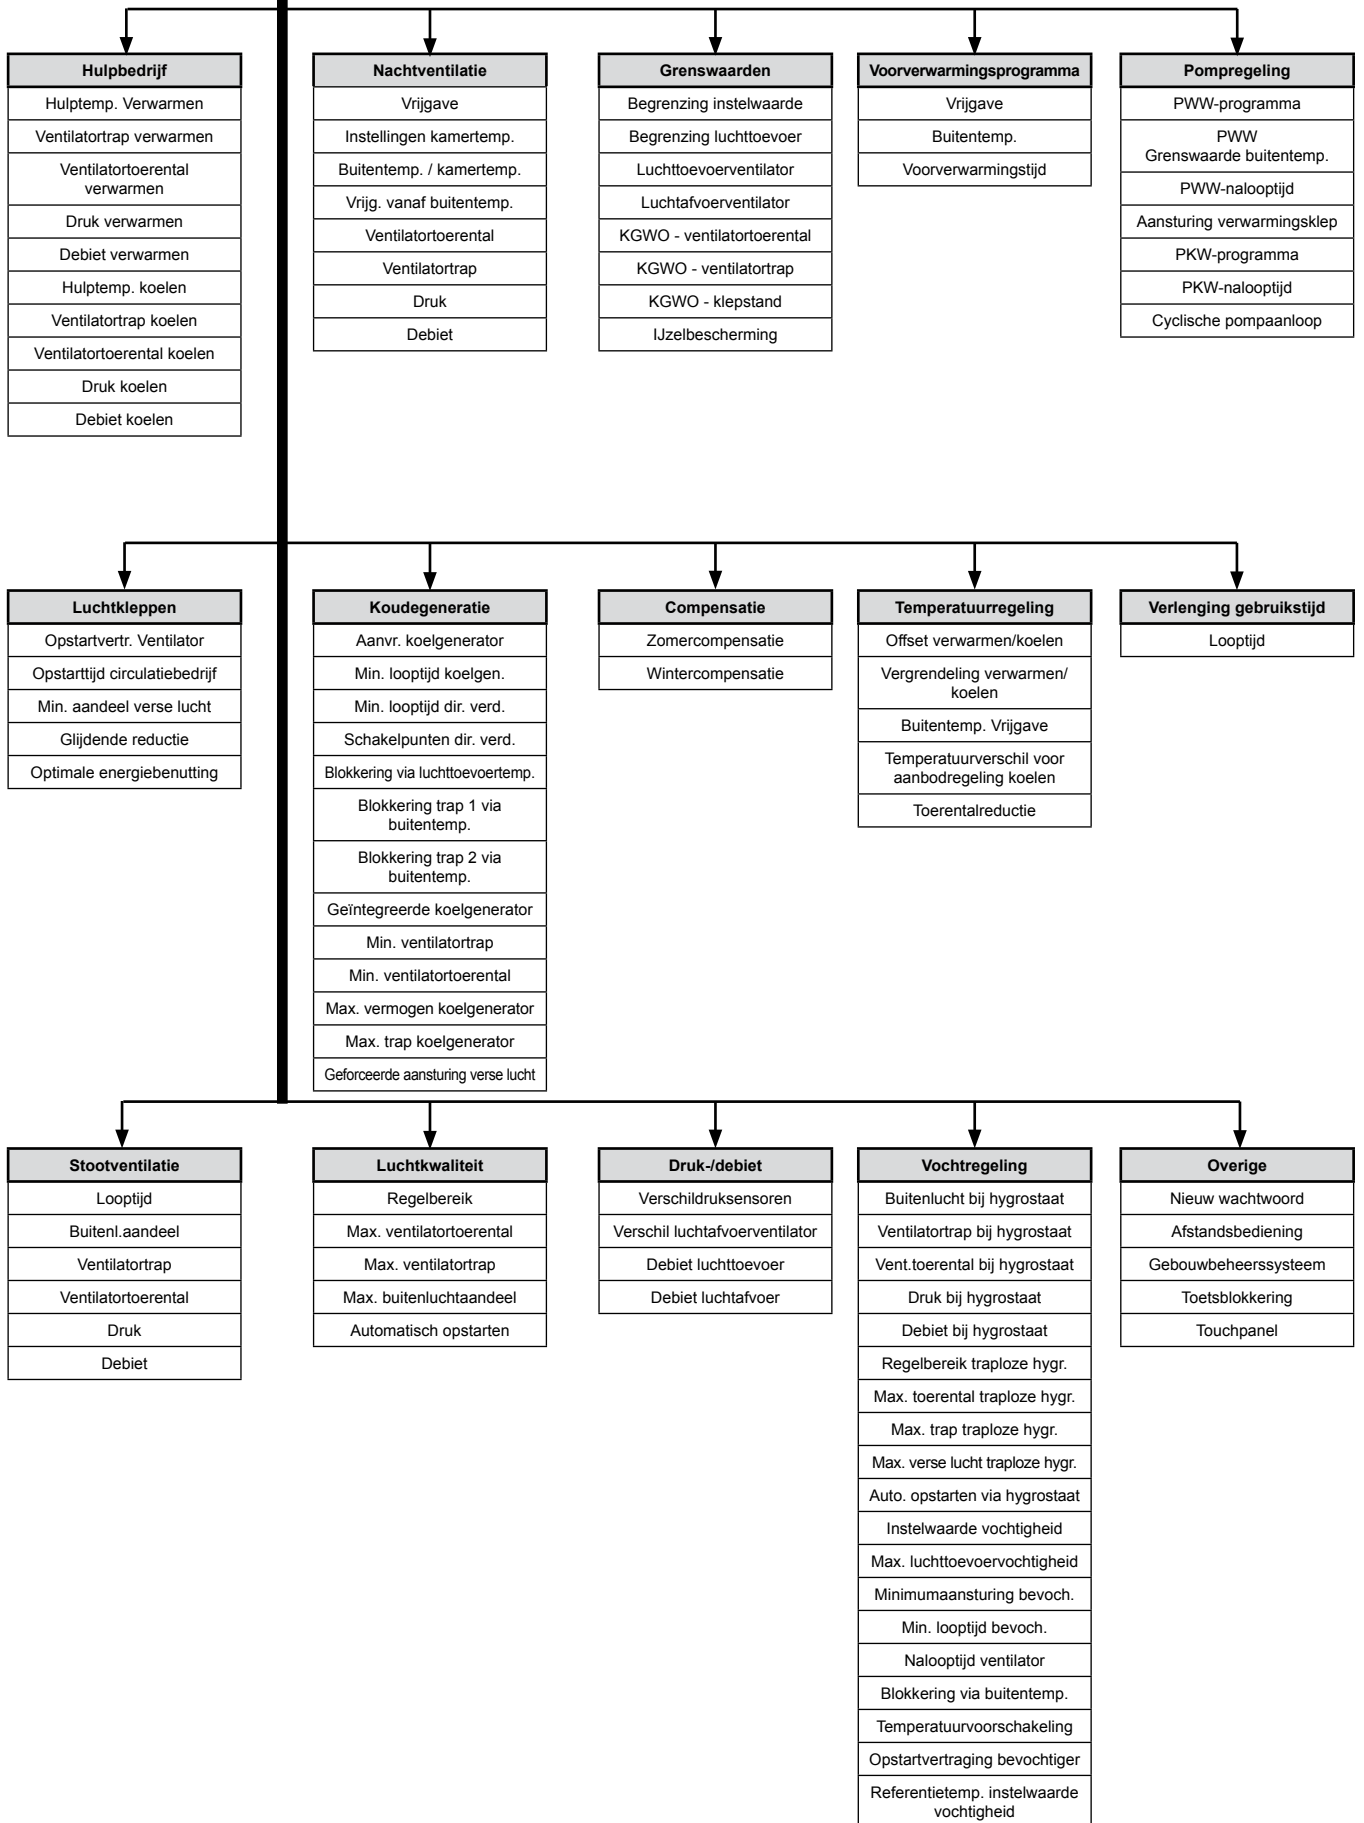 Hulpbedrijf
Hulptemp. Verwarmen
Ventilatortrap verwarmen
Ventilatortoerental
verwarmen
Druk verwarmen
Debiet verwarmen
Hulptemp. koelen
Ventilatortrap koelen
Ventilatortoerental koelen
Druk koelen
Debiet koelen
Nachtventilatie
Vrijgave
Instellingen kamertemp.
Buitentemp. / kamertemp.
Vrijg. vanaf buitentemp.
Ventilatortoerental
Ventilatortrap
Druk
Debiet
Grenswaarden
Begrenzing instelwaarde
Begrenzing luchttoevoer
Luchttoevoerventilator
Luchtafvoerventilator
KGWO - ventilatortoerental
KGWO - ventilatortrap
KGWO - klepstand
IJzelbescherming
Voorverwarmingsprogramma
Vrijgave
Buitentemp.
Voorverwarmingstijd
Pompregeling
PWW-programma
PWW
Grenswaarde buitentemp.
PWW-nalooptijd
Aansturing verwarmingsklep
PKW-programma
PKW-nalooptijd
Cyclische pompaanloop
Luchtkleppen
Opstartvertr. Ventilator
Opstarttijd circulatiebedrijf
Min. aandeel verse lucht
Glijdende reductie
Optimale energiebenutting
Koudegeneratie
Aanvr. koelgenerator
Min. looptijd koelgen.
Min. looptijd dir. verd.
Schakelpunten dir. verd.
Blokkering via luchttoevoertemp.
Blokkering trap 1 via
buitentemp.
Blokkering trap 2 via
buitentemp.
Geïntegreerde koelgenerator
Min. ventilatortrap
Min. ventilatortoerental
Max. vermogen koelgenerator
Max. trap koelgenerator
Geforceerde aansturing verse lucht
Compensatie
Zomercompensatie
Wintercompensatie
Temperatuurregeling
Offset verwarmen/koelen
Vergrendeling verwarmen/
koelen
Buitentemp. Vrijgave
Temperatuurverschil voor
aanbodregeling koelen
Toerentalreductie
Verlenging gebruikstijd
Looptijd
Stootventilatie
Looptijd
Buitenl.aandeel
Ventilatortrap
Ventilatortoerental
Druk
Debiet
Luchtkwaliteit
Regelbereik
Max. ventilatortoerental
Max. ventilatortrap
Max. buitenluchtaandeel
Automatisch opstarten
Druk-/debiet
Verschildruksensoren
Verschil luchtafvoerventilator
Debiet luchttoevoer
Debiet luchtafvoer
Vochtregeling
Buitenlucht bij hygrostaat
Ventilatortrap bij hygrostaat
Vent.toerental bij hygrostaat
Druk bij hygrostaat
Debiet bij hygrostaat
Regelbereik traploze hygr.
Max. toerental traploze hygr.
Max. trap traploze hygr.
Max. verse lucht traploze hygr.
Auto. opstarten via hygrostaat
Instelwaarde vochtigheid
Max. luchttoevoervochtigheid
Minimumaansturing bevoch.
Min. looptijd bevoch.
Nalooptijd ventilator
Blokkering via buitentemp.
Temperatuurvoorschakeling
Opstartvertraging bevochtiger
Referentietemp. instelwaarde
vochtigheid
Overige
Nieuw wachtwoord
Afstandsbediening
Gebouwbeheerssysteem
Toetsblokkering
Touchpanel